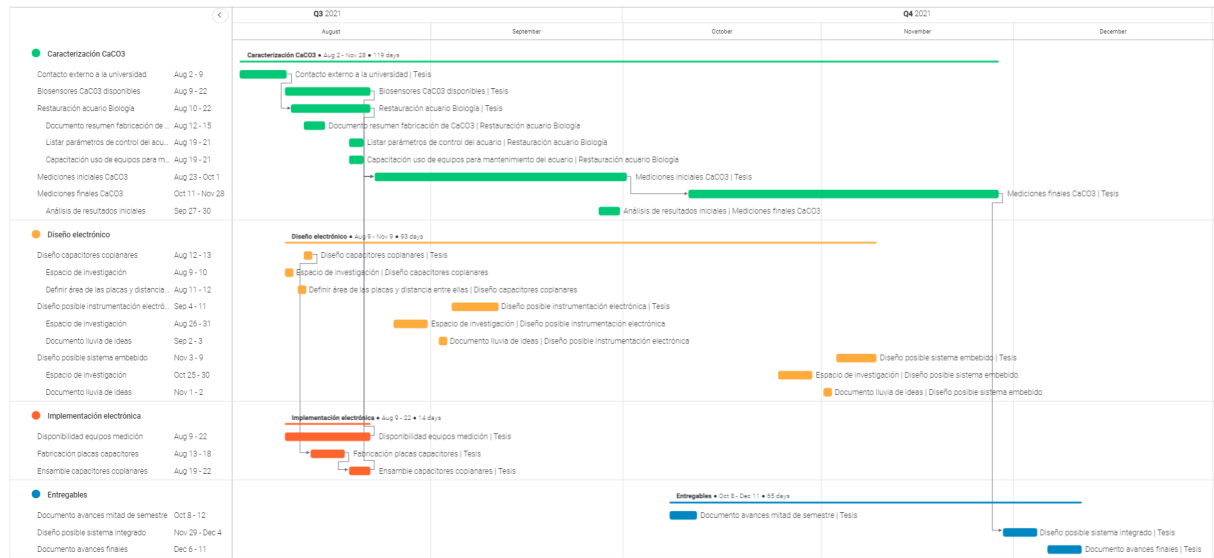 Q3 2021
Q4 2021
August
September
October
November
December
Caracterización CaCO3
Caracterización CaCO3 • Aug 2 - Nov 28 • 119 days
Contacto externo a la universidad Aug 2 - 9
Contacto externo a la universidad | Tesis
Biosensores CaC03 disponibles Aug 9 - 22
Biosensores CaC03 disponibles | Tesis
Restauración acuario Biología Aug 10 - 22
Restauración acuario Biología | Tesis
Documento resumen fabricación de ... Aug 12 - 15
Documento resumen fabricación de CaCO3 | Restauración acuario Biología
Listar parámetros de control del acu... Aug 19 - 21
Listar parámetros de control del acuario | Restauración acuario Biología
Capacitación uso de equipos para m... Aug 19 - 21
Capacitación uso de equipos para mantenimiento del acuario | Restauración acuario Biología
Mediciones iniciales CaCO3 Aug 23 - Oct 1
Mediciones iniciales CaCO3 | Tesis
Mediciones finales CaCO3 Oct 11 - Nov 28
Mediciones finales CaCO3 | Tesis
Análisis de resultados iniciales Sep 27 - 30
Análisis de resultados iniciales | Mediciones finales CaCO3
Diseño electrónico
Diseño electrónico • Aug 9 - Nov 9 • 93 days
Diseño capacitores coplanares Aug 12 - 13
Diseño capacitores coplanares | Tesis
Espacio de investigación Aug 9 - 10
Espacio de investigación | Diseño capacitores coplanares
Definir área de las placas y distancia... Aug 11 - 12
Definir área de las placas y distancia entre ellas | Diseño capacitores coplanares
Diseño posible instrumentación electró... Sep 4 - 11
Diseño posible instrumentación electrónica | Tesis
Espacio de investigación Aug 26 - 31
Espacio de investigación | Diseño posible instrumentación electrónica
Documento lluvia de ideas Sep 2 - 3
Documento lluvia de ideas | Diseño posible instrumentación electrónica
Diseño posible sistema embebido Nov 3 - 9
Diseño posible sistema embebido | Tesis
Espacio de investigación Oct 25 - 30
Espacio de investigación | Diseño posible sistema embebido
Documento lluvia de ideas Nov 1 - 2
Documento lluvia de ideas | Diseño posible sistema embebido
Implementación electrónica
Implementación electrónica • Aug 9 - 22 • 14 days
Disponibilidad equipos medición Aug 9 - 22
Disponibilidad equipos medición | Tesis
Fabricación placas capacitores Aug 13 - 18
Fabricación placas capacitores | Tesis
Ensamble capacitores coplanares Aug 19 - 22
Ensamble capacitores coplanares | Tesis
Entregables
Entregables • Oct 8 - Dec 11 • 65 days
Documento avances mitad de semestre Oct 8 - 12
Documento avances mitad de semestre | Tesis
Diseño posible sistema integrado Nov 29 - Dec 4
Diseño posible sistema integrado | Tesis
Documento avances finales Dec 6 - 11
Documento avances finales | Tesis